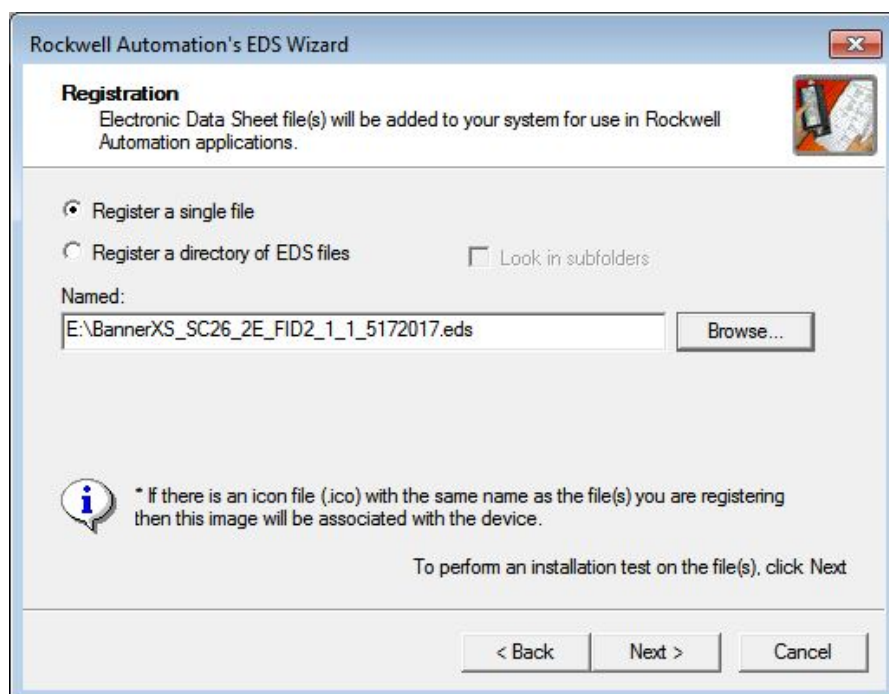 Rockwell Automation's EDS Wizard
Registration
Electronic Data Sheet file(s) will be added to your system for use in Rockwell
Automation applications.
Register a single file
Register a directory of EDS files
Look in subfolders
Named:
E:\BannerXS_SC26_2E_FID2_1_1_5172017.eds
Browse...
* If there is an icon file (.ico) with the same name as the file(s) you are registering
then this image will be associated with the device.
To perform an installation test on the file(s), click Next
< Back
Next >
Cancel